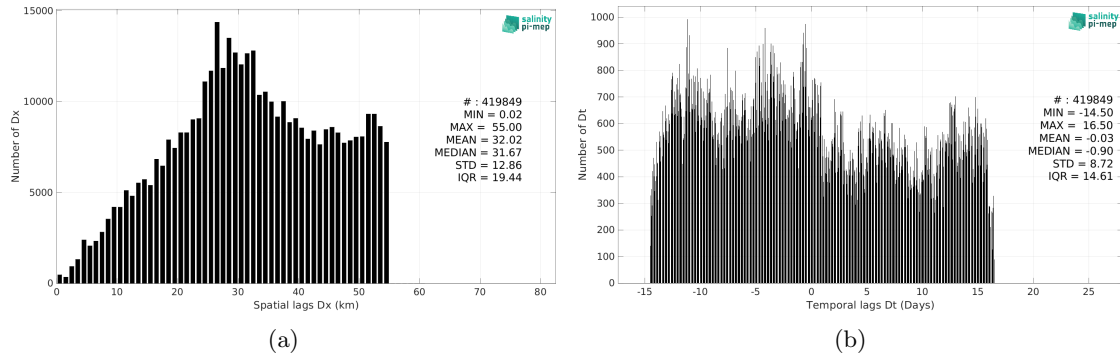 15000
10000
5000
0
Number of Dx
0
10
20
30
40
50
60
70
80
Spatial lags Dx (km)
salinity
pi-mep
# : 419849
MIN = 0.02
MAX = 55.00
MEAN = 32.02
MEDIAN = 31.67
STD = 12.86
IQR = 19.44
(a)
1000
900
800
700
600
500
400
300
200
100
0
Number of Dt
-15
-10
-5
0
5
10
15
20
25
Temporal lags Dt (Days)
salinity
pi-mep
# : 419849
MIN = -14.50
MAX = 16.50
MEAN = -0.03
MEDIAN = -0.90
STD = 8.72
IQR = 14.61
(b)